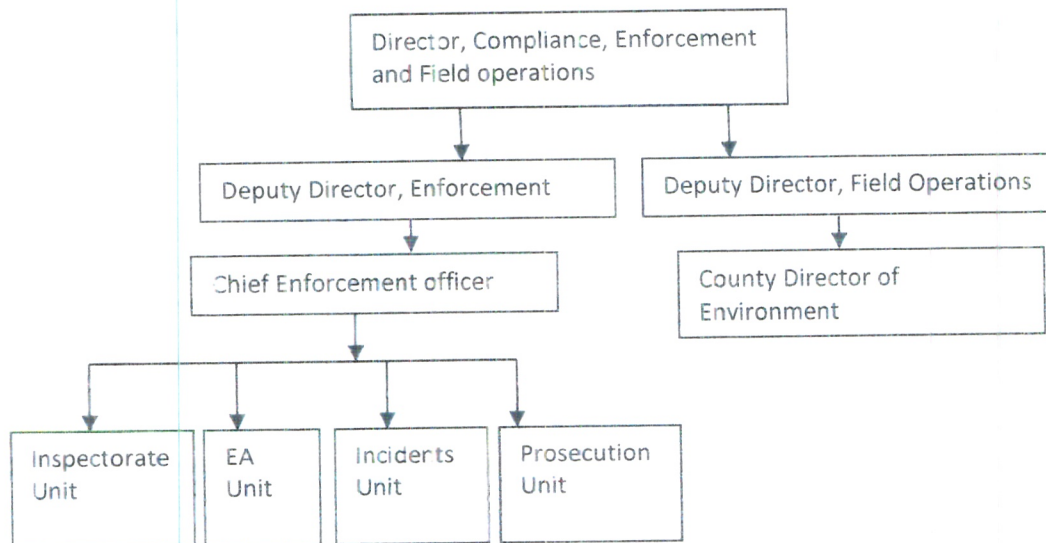 Director, Compliance, Enforcement
and Field operations
Deputy Director, Enforcement
Deputy Director, Field Operations
Chief Enforcement officer
County Director of
Environment
Inspectorate
Unit
EA
Unit
Incidents
Unit
Prosecution
Unit